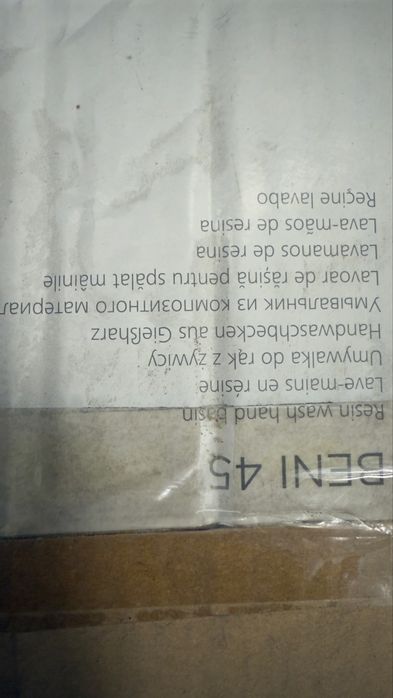 BENI 45
Resin wash hand basin
Lave-mains en résine
Umywalka do rąk z żywicy
Handwaschbecken aus Gießharz
Умывальник из композитного материал
Lavoar de rășină pentru spălat mâinile
Lavamanos de resina
Lava-mãos de resina
Reçine lavabo